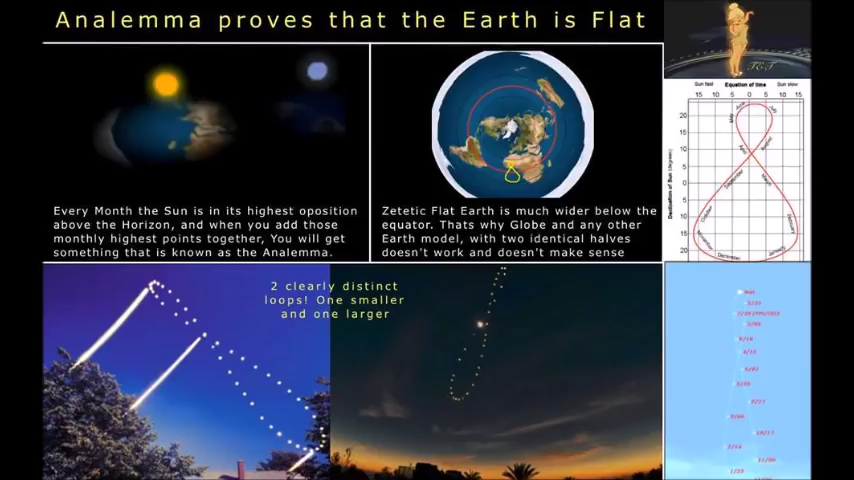 Analemma proves that the Earth is Flat
TCT
Every Month the Sun is in its highest oposition
above the Horizon, and when you add those
monthly highest points together, You will get
something that is known as the Analemma.
Zetetic Flat Earth is much wider below the
equator. Thats why Globe and any other
Earth model, with two identical halves
doesn't work and doesn't make sense
Sun fast Equation of time Sun slow
15 10 5 0 5 10 15
Declination of Sun (degrees)
20
15
10
5
0
5
10
15
20
June
July
May
April
August
September
March
October
February
November
December
January
2 clearly distinct
loops! One smaller
and one larger